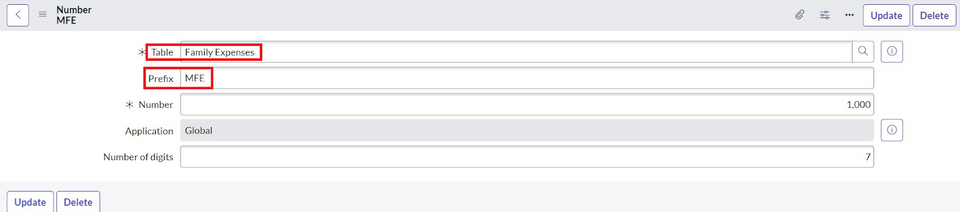 Number
MFE
Update Delete
Table Family Expenses
Prefix MFE
Number 1,000
Application Global
Number of digits 7
Update Delete